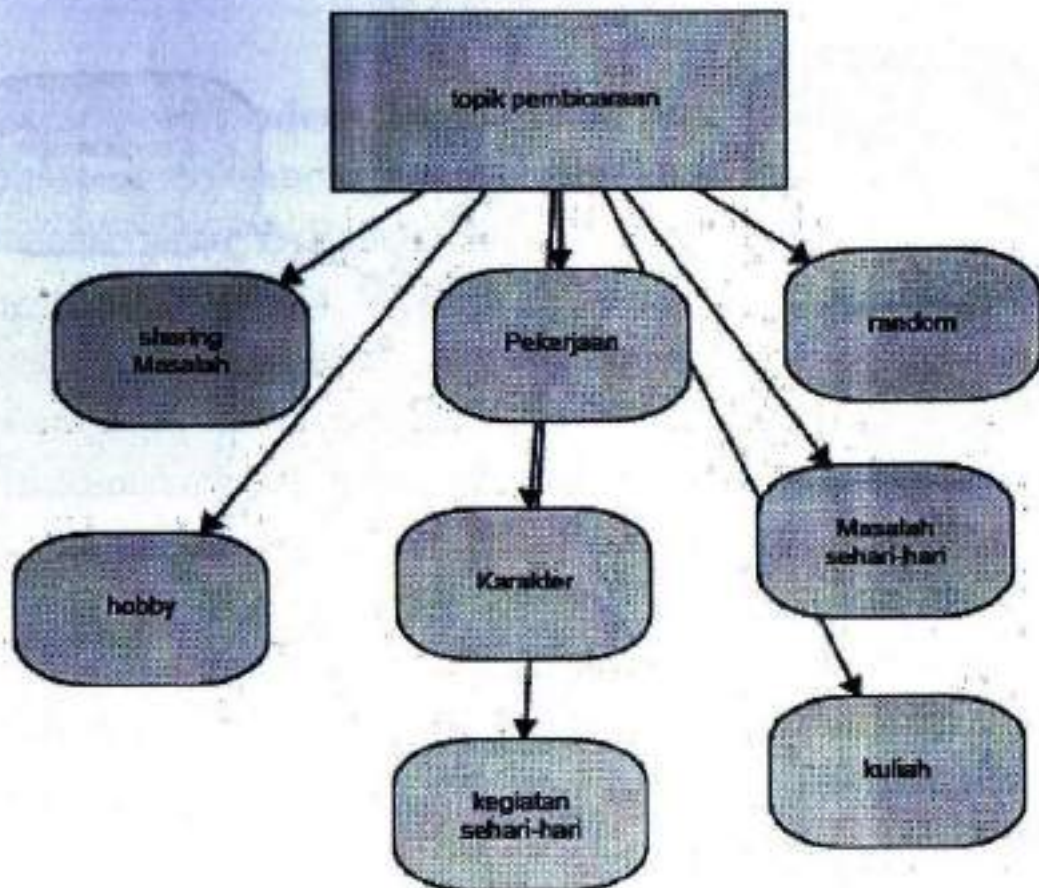 topik pembicaraan
sharing
Masalah
Pekerjaan
random
hobby
Karakter
Masalah
sehari-hari
kegiatan
sehari-hari
kuliah